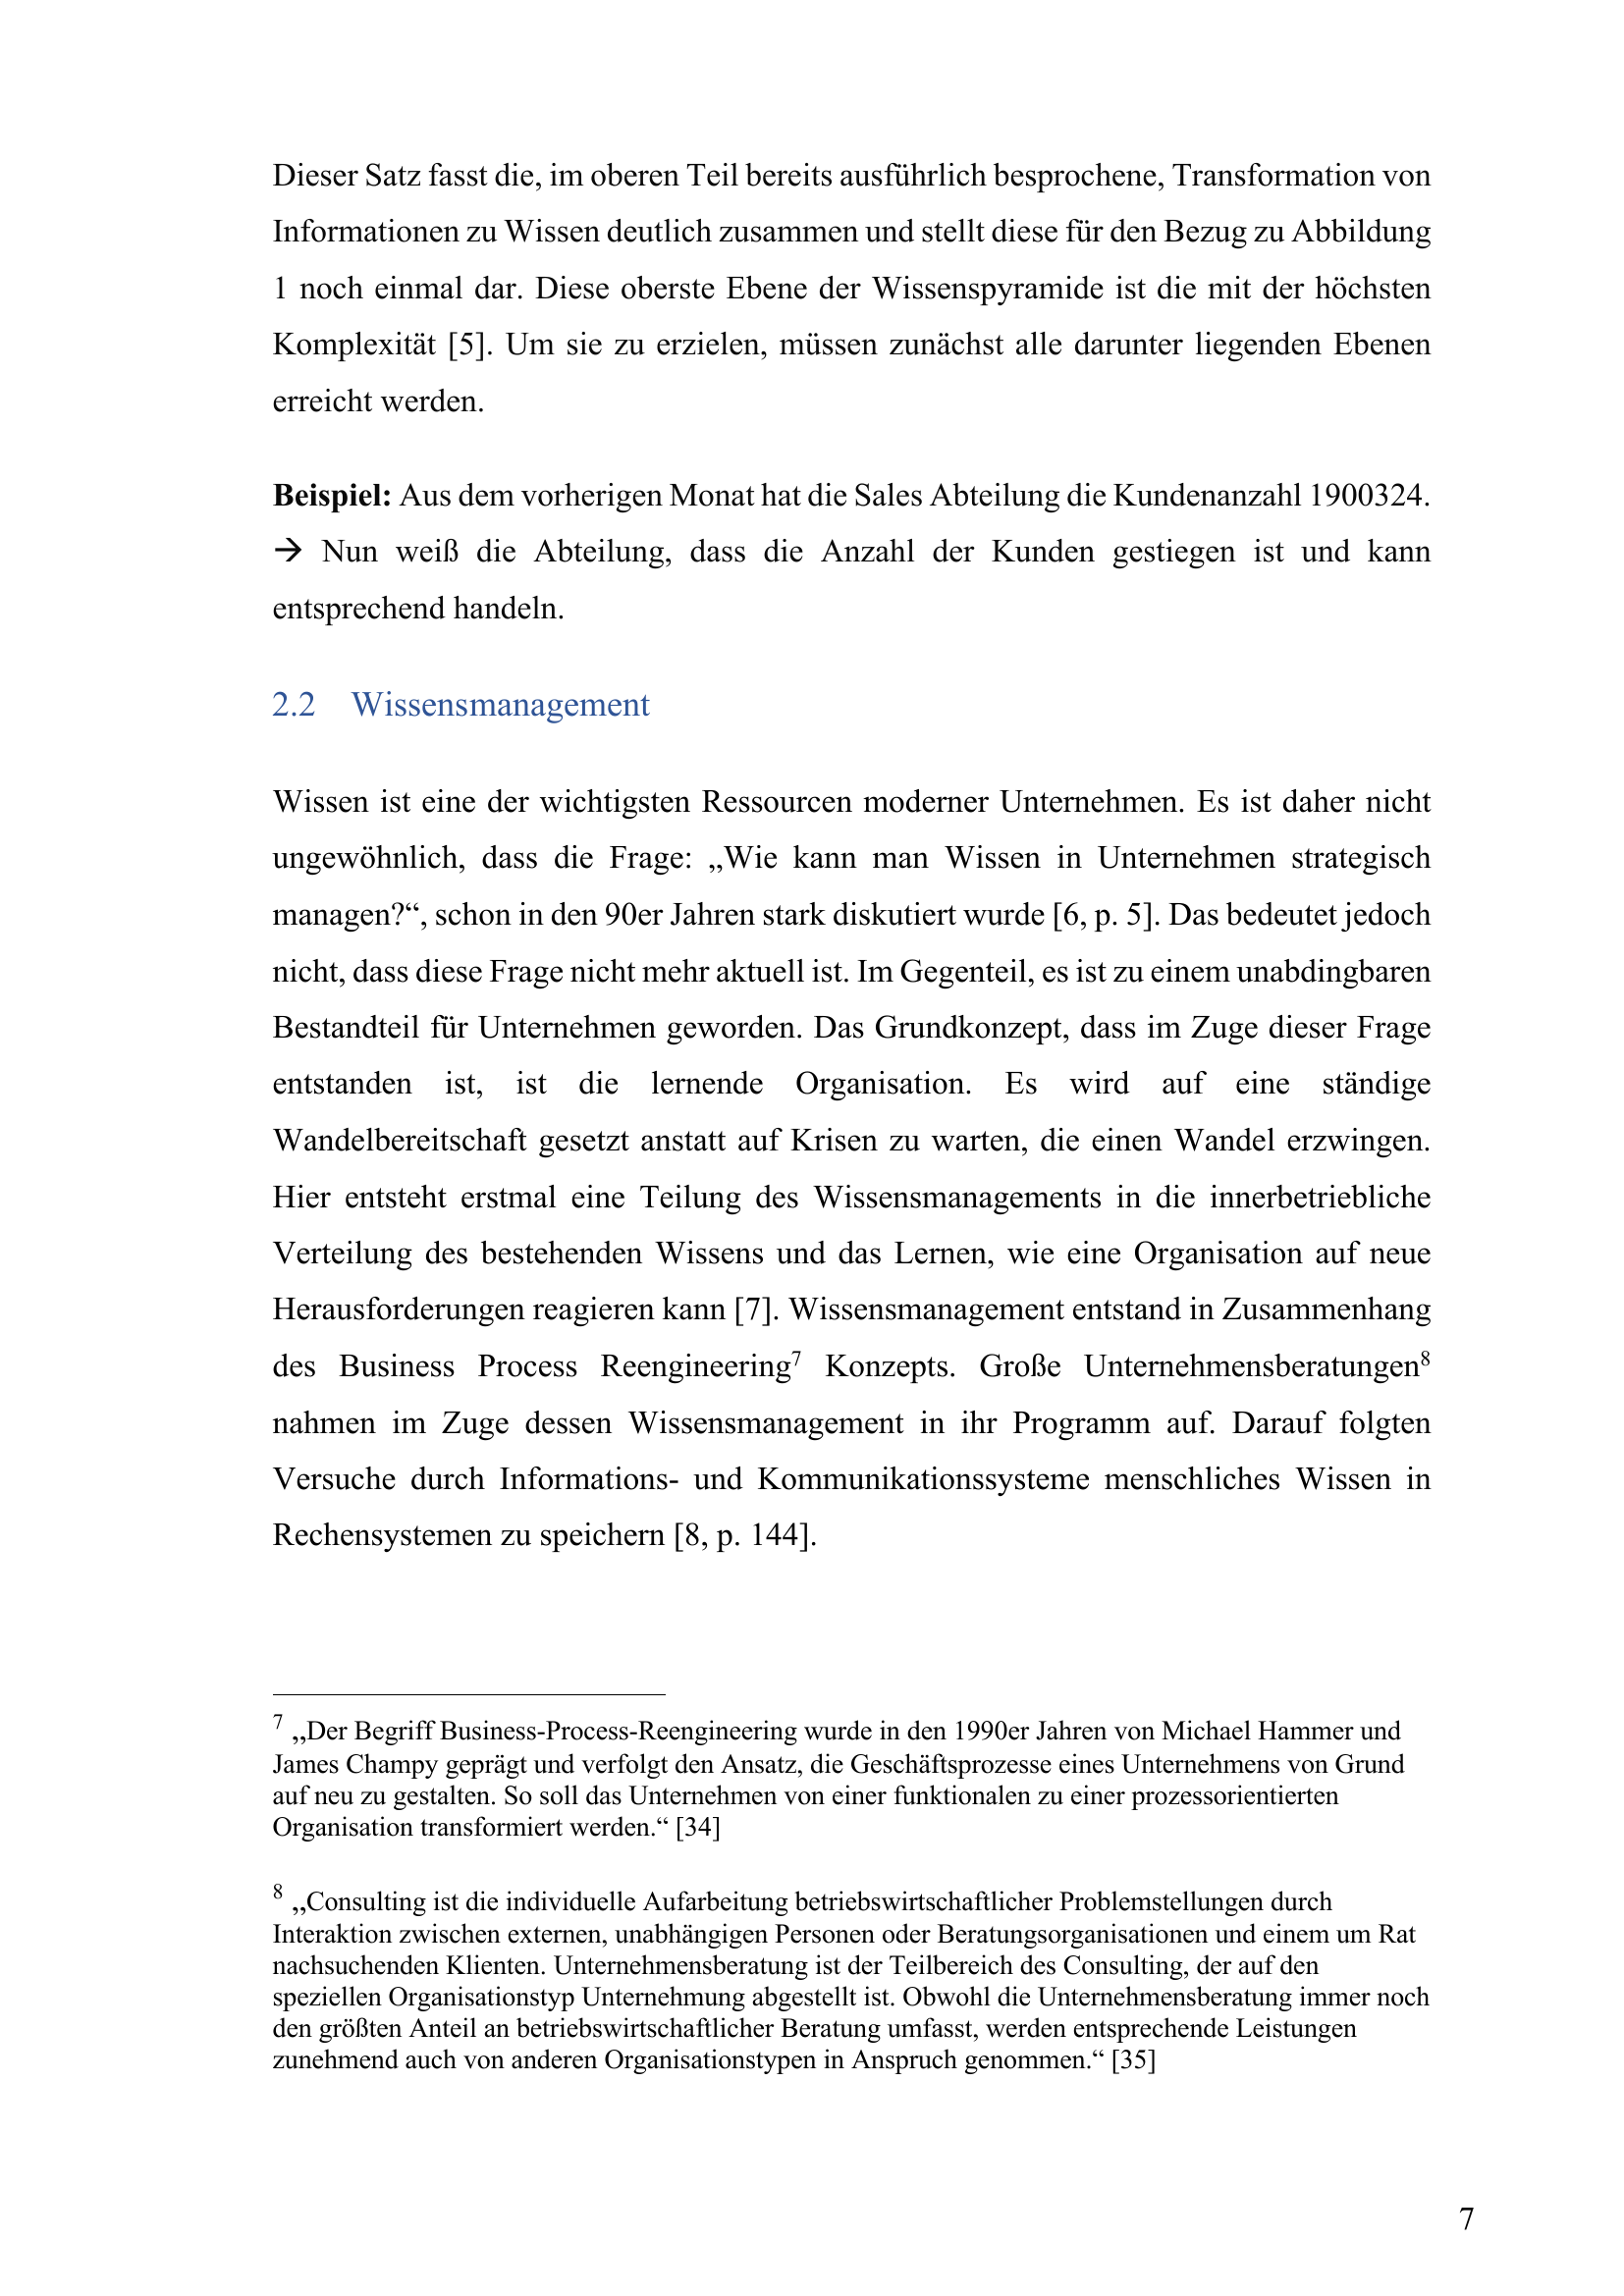 Dieser Satz fasst die, im oberen Teil bereits ausführlich besprochene, Transformation von
Informationen zu Wissen deutlich zusammen und stellt diese für den Bezug zu Abbildung
1 noch einmal dar. Diese oberste Ebene der Wissenspyramide ist die mit der höchsten
Komplexität [5]. Um sie zu erzielen, müssen zunächst alle darunter liegenden Ebenen
erreicht werden.
Beispiel: Aus dem vorherigen Monat hat die Sales Abteilung die Kundenanzahl 1900324.
→ Nun weiß die Abteilung, dass die Anzahl der Kunden gestiegen ist und kann
entsprechend handeln.
2.2 Wissensmanagement
Wissen ist eine der wichtigsten Ressourcen moderner Unternehmen. Es ist daher nicht
ungewöhnlich, dass die Frage: „Wie kann man Wissen in Unternehmen strategisch
managen?“, schon in den 90er Jahren stark diskutiert wurde [6, p. 5]. Das bedeutet jedoch
nicht, dass diese Frage nicht mehr aktuell ist. Im Gegenteil, es ist zu einem unabdingbaren
Bestandteil für Unternehmen geworden. Das Grundkonzept, dass im Zuge dieser Frage
entstanden ist, ist die lernende Organisation. Es wird auf eine ständige
Wandelbereitschaft gesetzt anstatt auf Krisen zu warten, die einen Wandel erzwingen.
Hier entsteht erstmal eine Teilung des Wissensmanagements in die innerbetriebliche
Verteilung des bestehenden Wissens und das Lernen, wie eine Organisation auf neue
Herausforderungen reagieren kann [7]. Wissensmanagement entstand in Zusammenhang
des Business Process Reengineering⁷ Konzepts. Große Unternehmensberatungen⁸
nahmen im Zuge dessen Wissensmanagement in ihr Programm auf. Darauf folgten
Versuche durch Informations- und Kommunikationssysteme menschliches Wissen in
Rechensystemen zu speichern [8, p. 144].
⁷ „Der Begriff Business-Process-Reengineering wurde in den 1990er Jahren von Michael Hammer und
James Champy geprägt und verfolgt den Ansatz, die Geschäftsprozesse eines Unternehmens von Grund
auf neu zu gestalten. So soll das Unternehmen von einer funktionalen zu einer prozessorientierten
Organisation transformiert werden.“ [34]
⁸ „Consulting ist die individuelle Aufarbeitung betriebswirtschaftlicher Problemstellungen durch
Interaktion zwischen externen, unabhängigen Personen oder Beratungsorganisationen und einem um Rat
nachsuchenden Klienten. Unternehmensberatung ist der Teilbereich des Consulting, der auf den
speziellen Organisationstyp Unternehmung abgestellt ist. Obwohl die Unternehmensberatung immer noch
den größten Anteil an betriebswirtschaftlicher Beratung umfasst, werden entsprechende Leistungen
zunehmend auch von anderen Organisationstypen in Anspruch genommen.“ [35]
7